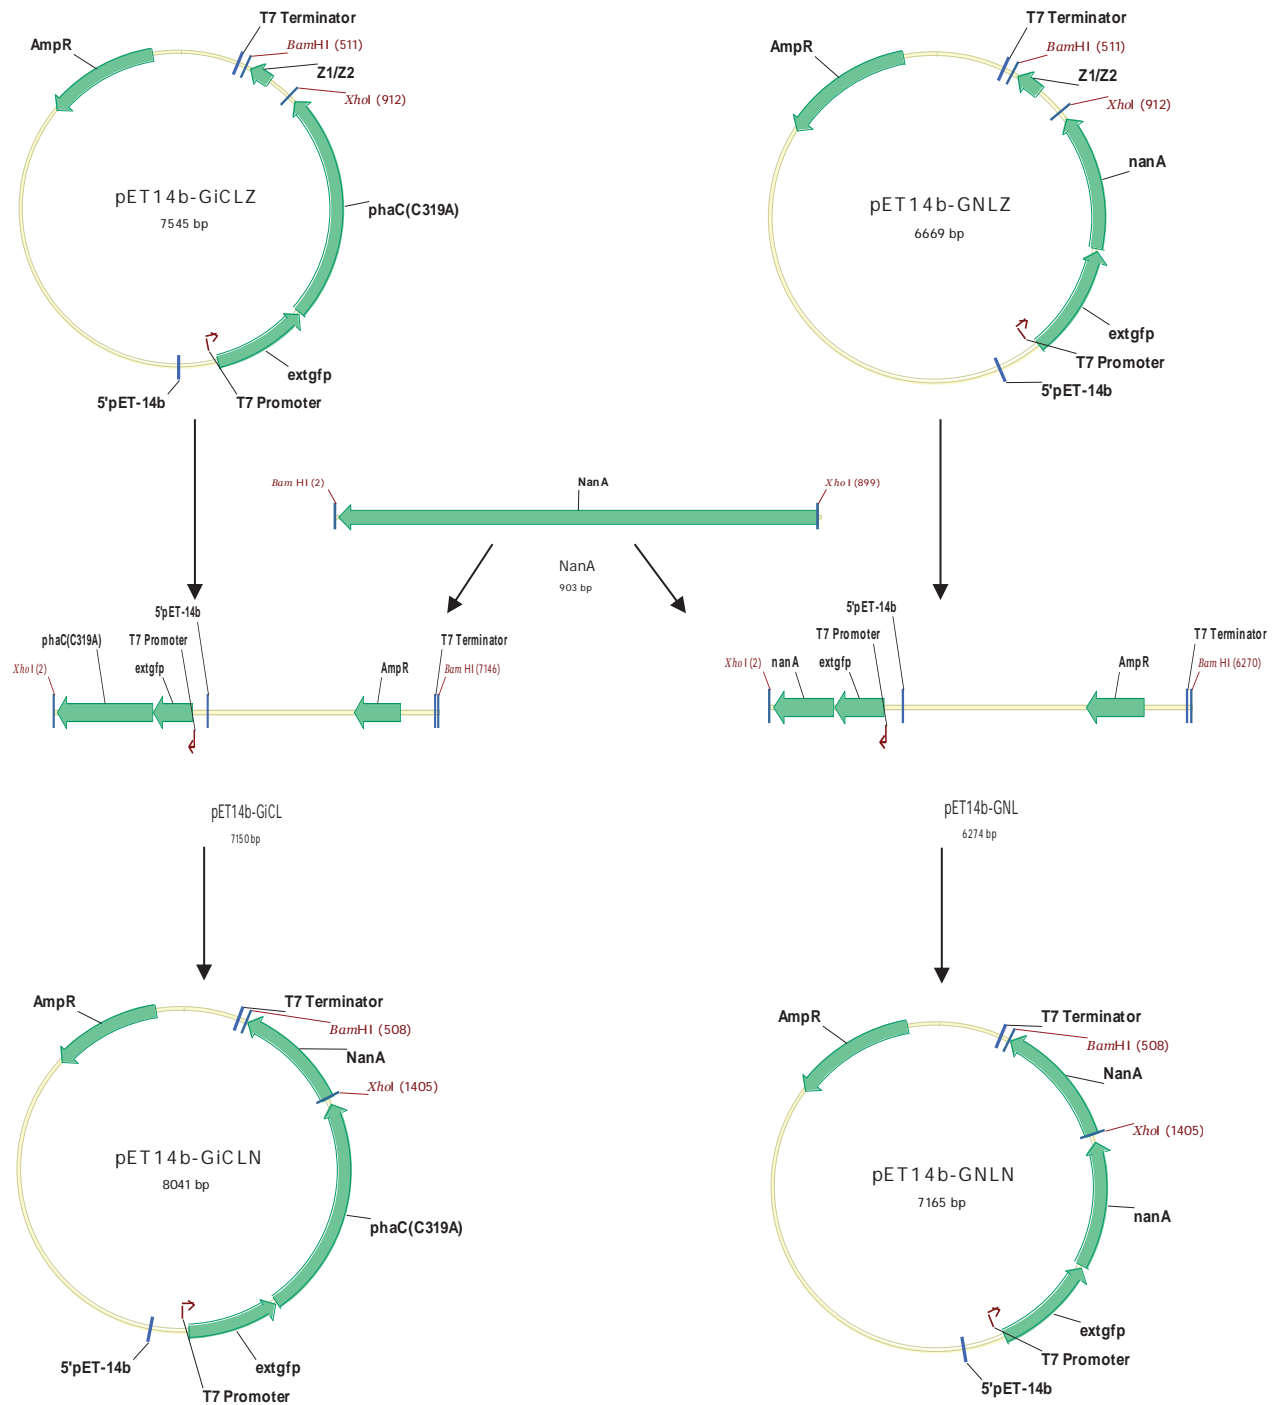 T7 Terminator
AmpR
BamHI (511)
Z1/Z2
XhoI (912)
pET14b-GiCLZ
7545 bp
phaC(C319A)
extgfp
5'pET-14b
T7 Promoter
T7 Terminator
AmpR
BamHI (511)
Z1/Z2
XhoI (912)
nanA
pET14b-GNLZ
6669 bp
extgfp
T7 Promoter
5'pET-14b
Bam HI (2)
NanA
Xho I (899)
NanA
903 bp
5'pET-14b
phaC(C319A)
T7 Promoter
T7 Terminator
Xho I (2)
extgfp
AmpR
Bam HI (7146)
pET14b-GiCL
7150 bp
5'pET-14b
T7 Promoter
T7 Terminator
Xho I (2)
nanA
extgfp
AmpR
Bam HI (6270)
pET14b-GNL
6274 bp
AmpR
T7 Terminator
BamHI (508)
NanA
XhoI (1405)
pET14b-GiCLN
8041 bp
phaC(C319A)
5'pET-14b
extgfp
T7 Promoter
AmpR
T7 Terminator
BamHI (508)
NanA
XhoI (1405)
pET14b-GNLN
7165 bp
nanA
extgfp
T7 Promoter
5'pET-14b